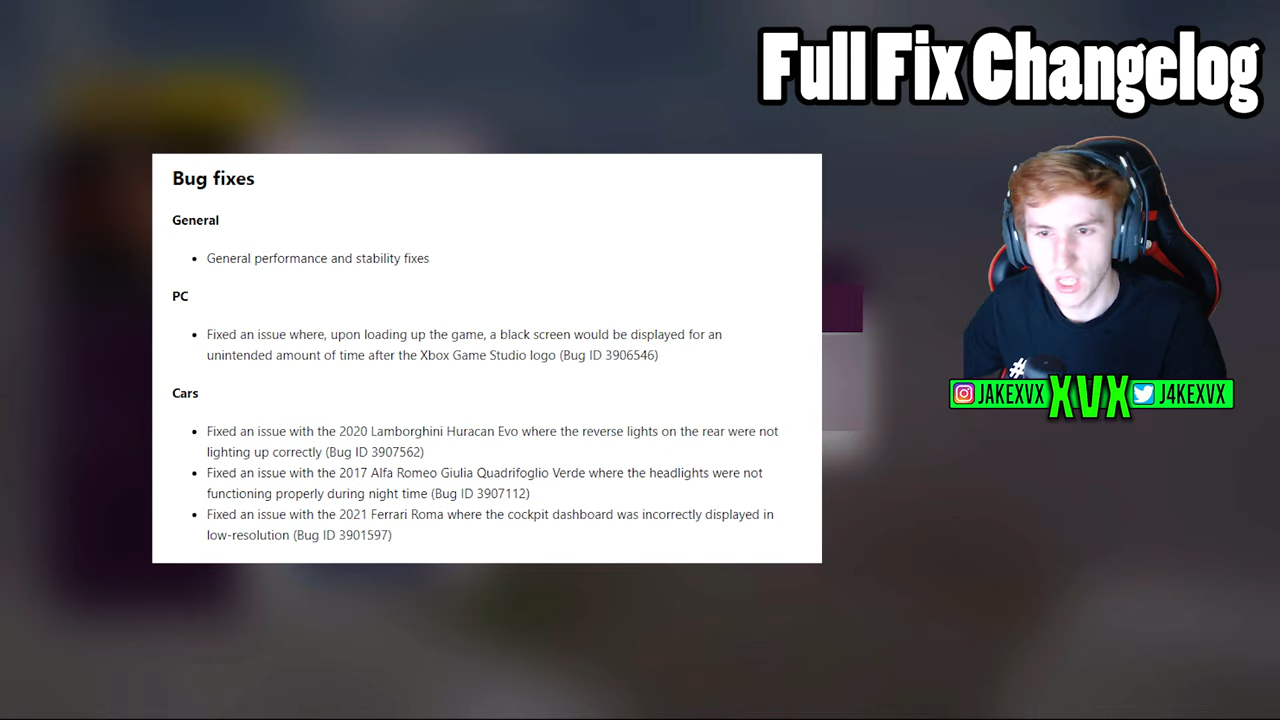 Full Fix Changelog
Bug fixes
General
• General performance and stability fixes
PC
• Fixed an issue where, upon loading up the game, a black screen would be displayed for an
unintended amount of time after the Xbox Game Studio logo (Bug ID 3906546)
Cars
• Fixed an issue with the 2020 Lamborghini Huracan Evo where the reverse lights on the rear were not
lighting up correctly (Bug ID 3907562)
• Fixed an issue with the 2017 Alfa Romeo Giulia Quadrifoglio Verde where the headlights were not
functioning properly during night time (Bug ID 3907112)
• Fixed an issue with the 2021 Ferrari Roma where the cockpit dashboard was incorrectly displayed in
low-resolution (Bug ID 3901597)
#
JAKEXVX XVX J4KEXVX